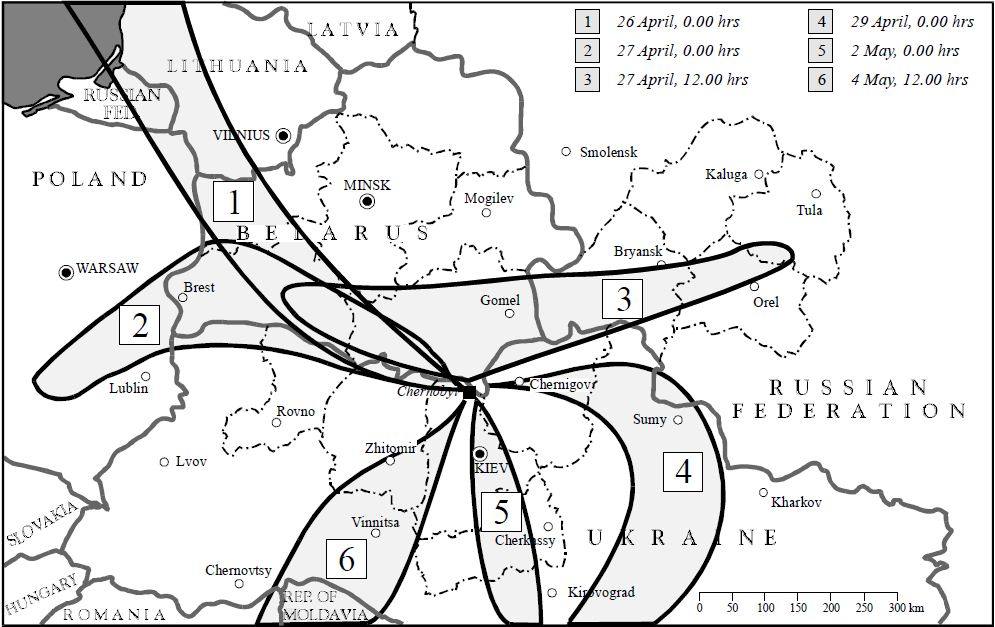 LATVIA
1 26 April, 0.00 hrs
4 29 April, 0.00 hrs
2 27 April, 0.00 hrs
5 2 May, 0.00 hrs
3 27 April, 12.00 hrs
6 4 May, 12.00 hrs
LITHUANIA
RUSSIAN
FED.
VILNIUS
Smolensk
POLAND
MINSK
Kaluga
1
Mogilev
Tula
BELARUS
Bryansk
WARSAW
Brest
Gomel
3
Orel
2
Lublin
Chernobyl
Chernigov
RUSSIAN
FEDERATION
Rovno
Sumy
Zhitomir
Lvov
KIEV
4
Kharkov
SLOVAKIA
Vinnitsa
5
Cherkassy
UKRAINE
6
Chernovtsy
HUNGARY
REP. OF
MOLDAVIA
Kirovograd
ROMANIA
0 50 100 150 200 250 300 km